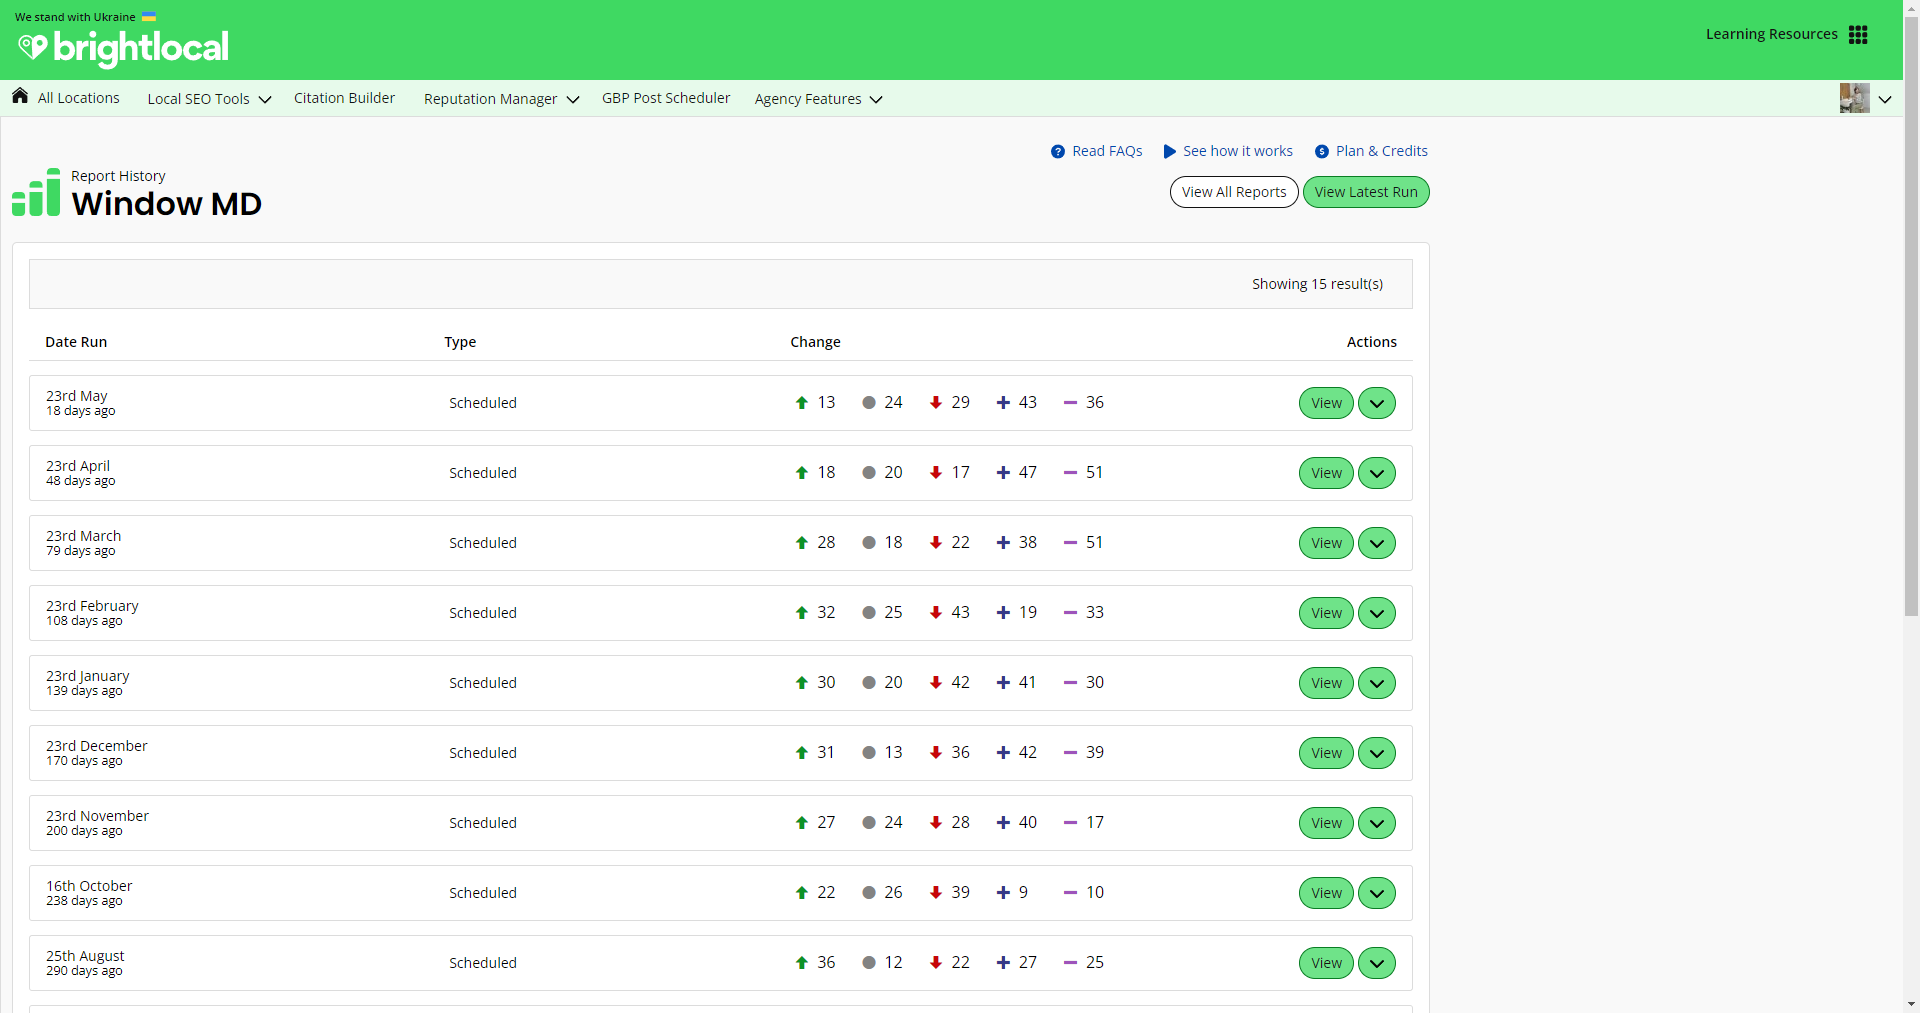 We stand with Ukraine
brightlocal
Learning Resources
All Locations Local SEO Tools Citation Builder Reputation Manager GBP Post Scheduler Agency Features
Read FAQs See how it works Plan & Credits
Report History
Window MD
View All Reports View Latest Run
Showing 15 result(s)
Date Run Type Change Actions
23rd May
18 days ago
Scheduled 13 24 29 43 36 View
23rd April
48 days ago
Scheduled 18 20 17 47 51 View
23rd March
79 days ago
Scheduled 28 18 22 38 51 View
23rd February
108 days ago
Scheduled 32 25 43 19 33 View
23rd January
139 days ago
Scheduled 30 20 42 41 30 View
23rd December
170 days ago
Scheduled 31 13 36 42 39 View
23rd November
200 days ago
Scheduled 27 24 28 40 17 View
16th October
238 days ago
Scheduled 22 26 39 9 10 View
25th August
290 days ago
Scheduled 36 12 22 27 25 View